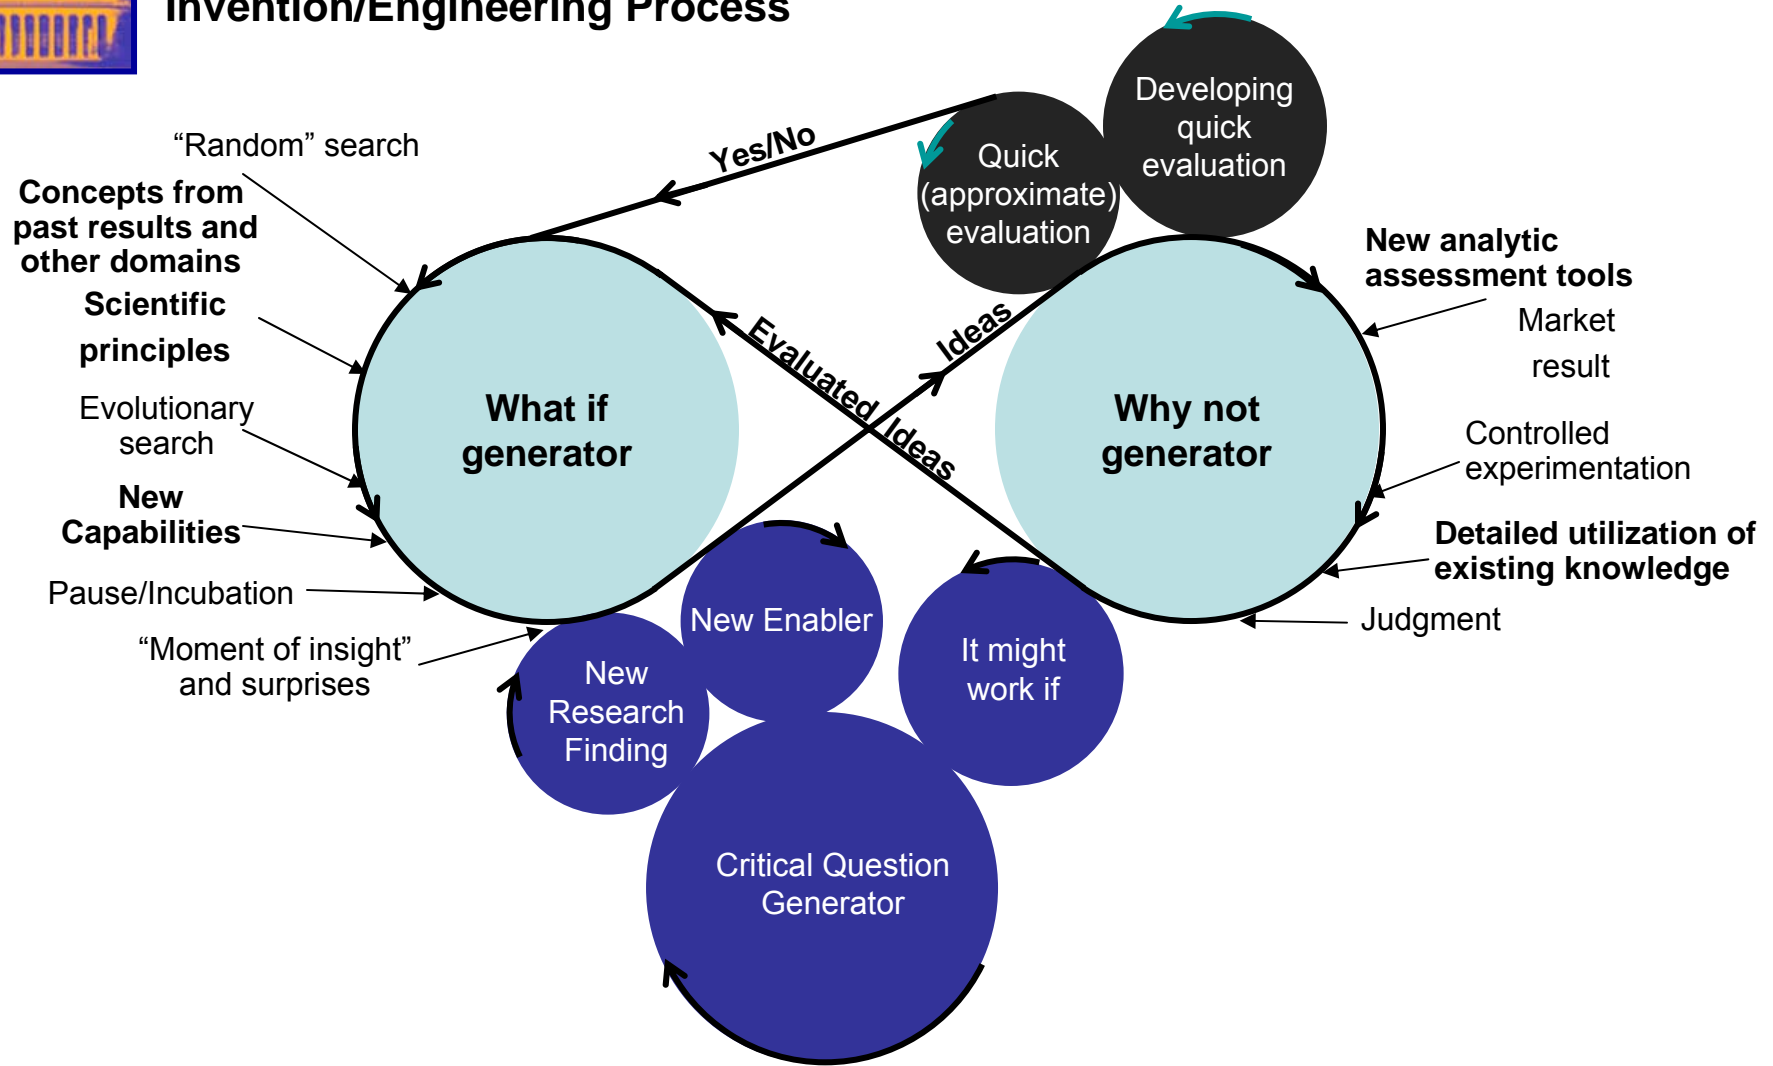 Invention/Engineering Process
Developing
quick
evaluation
Quick
(approximate)
evaluation
Yes/No
“Random” search
Concepts from
past results and
other domains
Scientific
principles
Evolutionary
search
New
Capabilities
Pause/Incubation
“Moment of insight”
and surprises
What if
generator
Evaluated Ideas
Ideas
Why not
generator
New analytic
assessment tools
Market
result
Controlled
experimentation
Detailed utilization of
existing knowledge
Judgment
New Enabler
New
Research
Finding
It might
work if
Critical Question
Generator